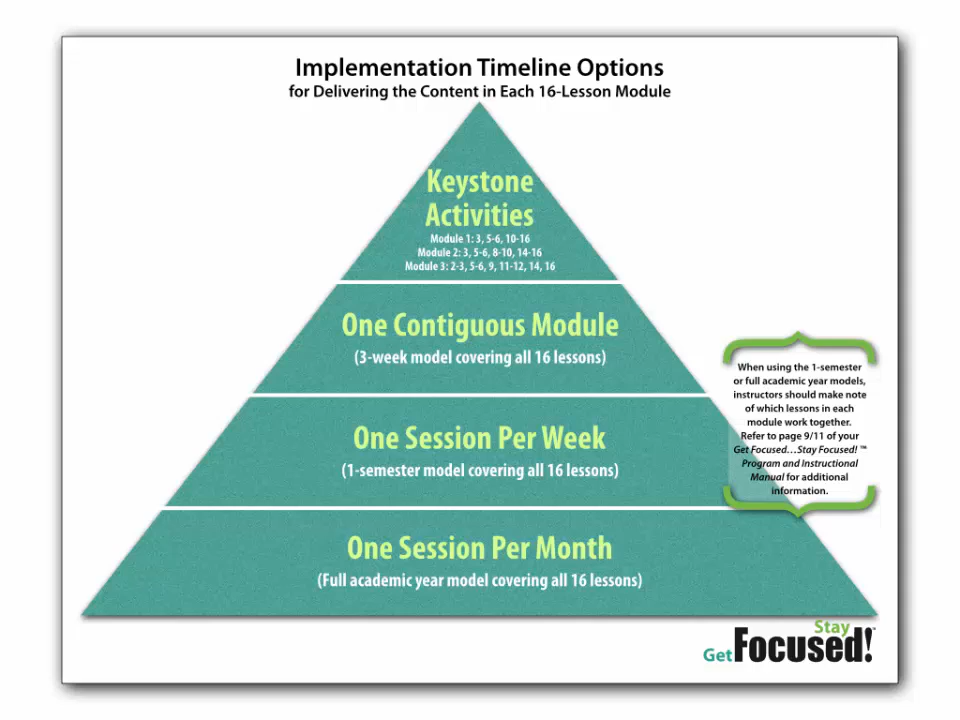 Implementation Timeline Options
for Delivering the Content in Each 16-Lesson Module
Keystone
Activities
Module 1: 3, 5-6, 10-16
Module 2: 3, 5-6, 8-10, 14-16
Module 3: 2-3, 5-6, 9, 11-12, 14, 16
One Contiguous Module
(3-week model covering all 16 lessons)
One Session Per Week
(1-semester model covering all 16 lessons)
One Session Per Month
(Full academic year model covering all 16 lessons)
When using the 1-semester
or full academic year models,
instructors should make note
of which lessons in each
module work together.
Refer to page 9/11 of your
Get Focused…Stay Focused! ™
Program and Instructional
Manual for additional
information.
Stay
Get Focused!™